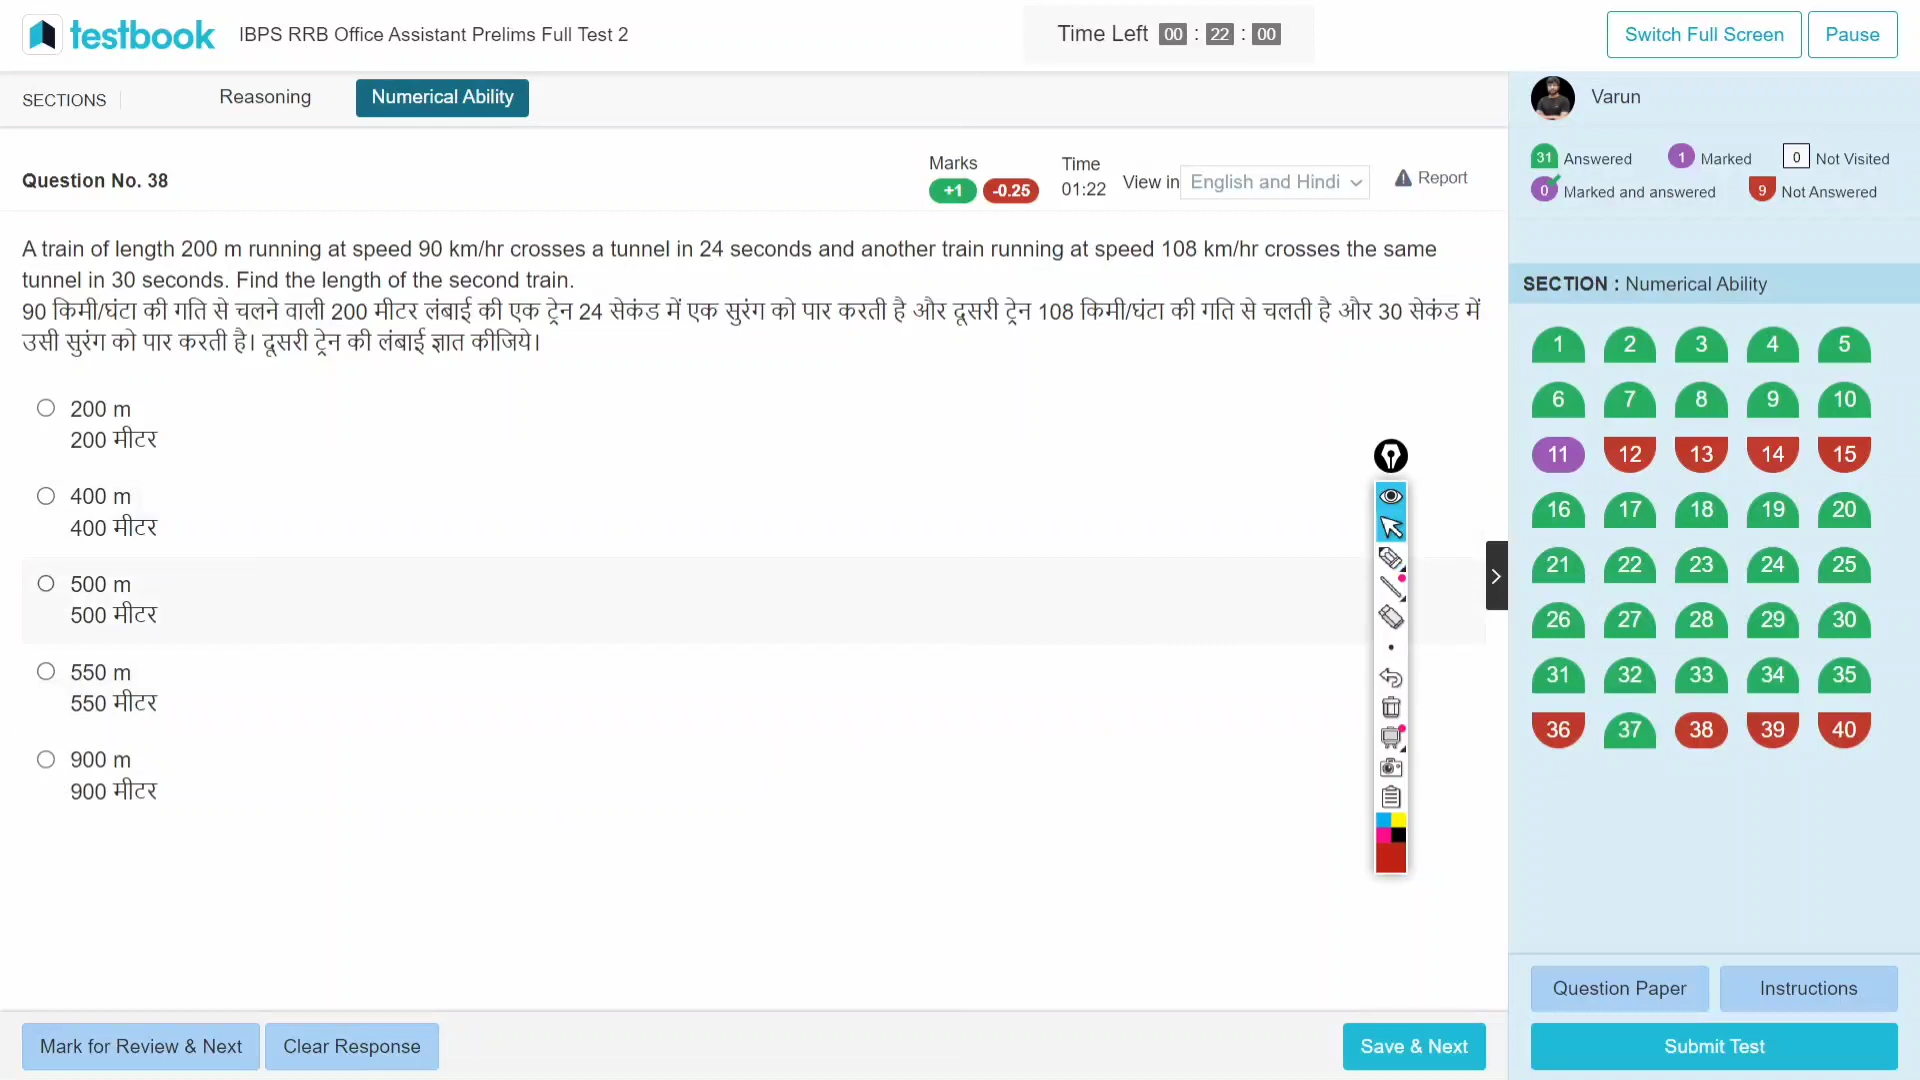 testbook IBPS RRB Office Assistant Prelims Full Test 2 Time Left 00 : 22 : 00 Switch Full Screen Pause
SECTIONS Reasoning Numerical Ability Varun
Question No. 38 Marks +1 -0.25 Time 01:22 View in English and Hindi Report
31 Answered 1 Marked 0 Not Visited
0 Marked and answered 9 Not Answered
A train of length 200 m running at speed 90 km/hr crosses a tunnel in 24 seconds and another train running at speed 108 km/hr crosses the same
tunnel in 30 seconds. Find the length of the second train.
90 किमी/घंटा की गति से चलने वाली 200 मीटर लंबाई की एक ट्रेन 24 सेकंड में एक सुरंग को पार करती है और दूसरी ट्रेन 108 किमी/घंटा की गति से चलती है और 30 सेकंड में
उसी सुरंग को पार करती है। दूसरी ट्रेन की लंबाई ज्ञात कीजिये।
200 m
200 मीटर
400 m
400 मीटर
500 m
500 मीटर
550 m
550 मीटर
900 m
900 मीटर
SECTION : Numerical Ability
1 2 3 4 5
6 7 8 9 10
11 12 13 14 15
16 17 18 19 20
21 22 23 24 25
26 27 28 29 30
31 32 33 34 35
36 37 38 39 40
Question Paper Instructions
Mark for Review & Next Clear Response Save & Next Submit Test